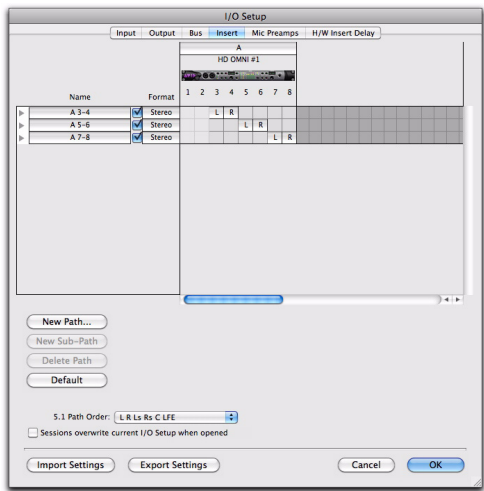 I/O Setup
Input Output Bus Insert Mic Preamps H/W Insert Delay
A
HD OMNI #1
Name Format 1 2 3 4 5 6 7 8
A 3-4 Stereo L R
A 5-6 Stereo L R
A 7-8 Stereo L R
New Path...
New Sub-Path
Delete Path
Default
5.1 Path Order: L R Ls Rs C LFE
Sessions overwrite current I/O Setup when opened
Import Settings Export Settings Cancel OK